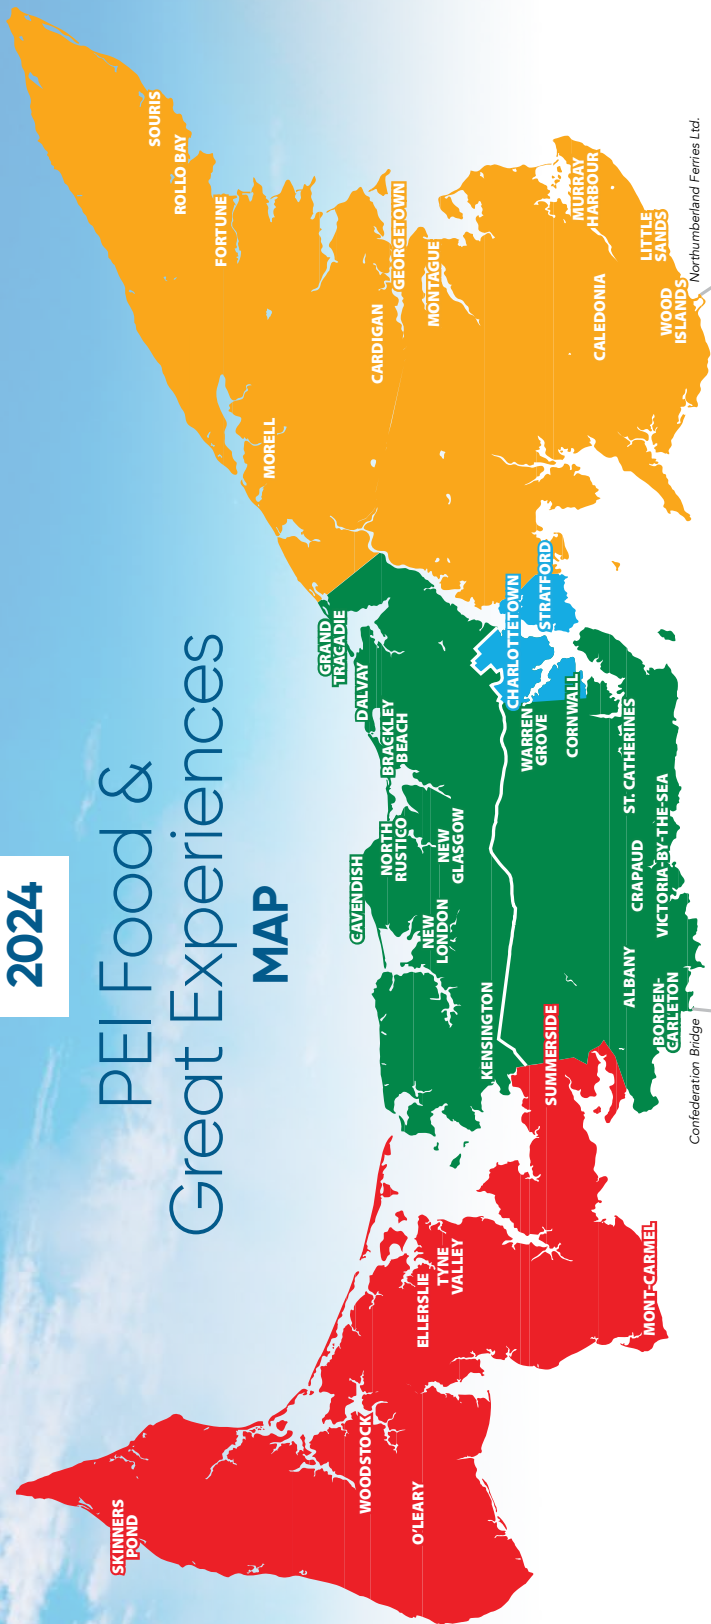 2024
PEI Food &
Great Experiences
MAP
SKINNERS
POND
WOODSTOCK
O'LEARY
ELLERSLIE
TYNE
VALLEY
MONT-CARMEL
SUMMERSIDE
KENSINGTON
CAVENDISH
NEW
LONDON
NORTH
RUSTICO
NEW
GLASGOW
BRACKLEY
BEACH
DALVAY
GRAND
TRACADIE
WARREN
GROVE
CORNWALL
ST. CATHERINES
CRAPAUD
VICTORIA-BY-THE-SEA
ALBANY
BORDEN-
CARLETON
Confederation Bridge
CHARLOTTETOWN
STRATFORD
MORELL
CARDIGAN
GEORGETOWN
MONTAGUE
FORTUNE
ROLLO BAY
SOURIS
CALEDONIA
MURRAY
HARBOUR
LITTLE
SANDS
WOOD
ISLANDS
Northumberland Ferries Ltd.